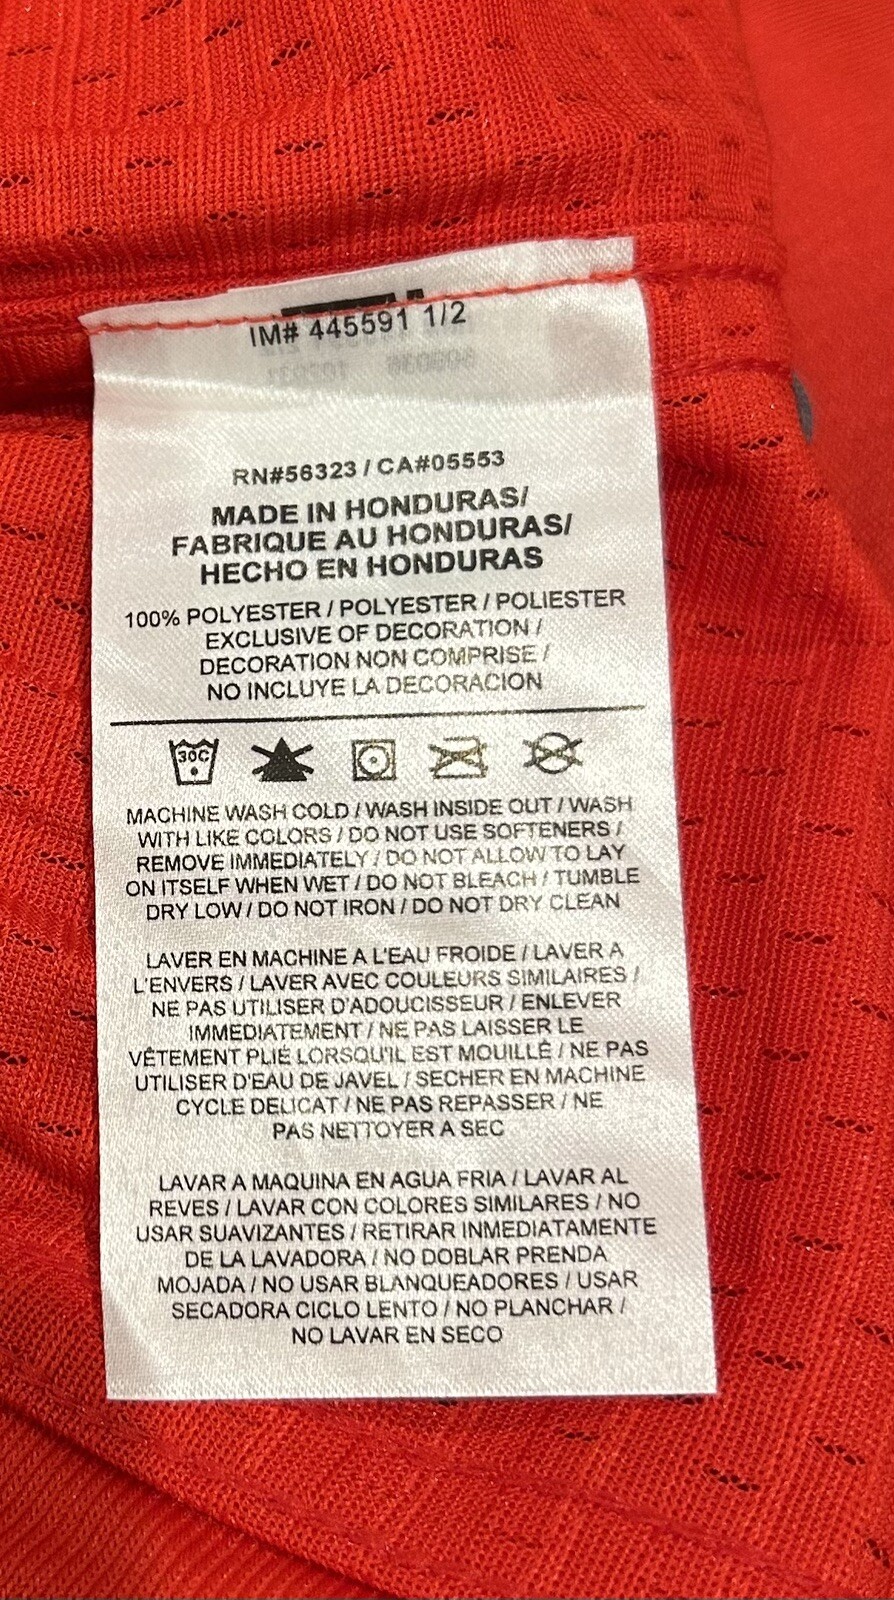 IM# 445591 1/2
RN#56323 / CA#05553
MADE IN HONDURAS/
FABRIQUE AU HONDURAS/
HECHO EN HONDURAS
100% POLYESTER / POLYESTER / POLIESTER
EXCLUSIVE OF DECORATION /
DECORATION NON COMPRISE /
NO INCLUYE LA DECORACION
30C
MACHINE WASH COLD / WASH INSIDE OUT / WASH
WITH LIKE COLORS / DO NOT USE SOFTENERS /
REMOVE IMMEDIATELY / DO NOT ALLOW TO LAY
ON ITSELF WHEN WET / DO NOT BLEACH / TUMBLE
DRY LOW / DO NOT IRON / DO NOT DRY CLEAN
LAVER EN MACHINE A L'EAU FROIDE / LAVER A
L'ENVERS / LAVER AVEC COULEURS SIMILAIRES /
NE PAS UTILISER D'ADOUCISSEUR / ENLEVER
IMMEDIATEMENT / NE PAS LAISSER LE
VÊTEMENT PLIÉ LORSQU'IL EST MOUILLÉ / NE PAS
UTILISER D'EAU DE JAVEL / SECHER EN MACHINE
CYCLE DELICAT / NE PAS REPASSER / NE
PAS NETTOYER A SEC
LAVAR A MAQUINA EN AGUA FRIA / LAVAR AL
REVES / LAVAR CON COLORES SIMILARES / NO
USAR SUAVIZANTES / RETIRAR INMEDIATAMENTE
DE LA LAVADORA / NO DOBLAR PRENDA
MOJADA / NO USAR BLANQUEADORES / USAR
SECADORA CICLO LENTO / NO PLANCHAR /
NO LAVAR EN SECO